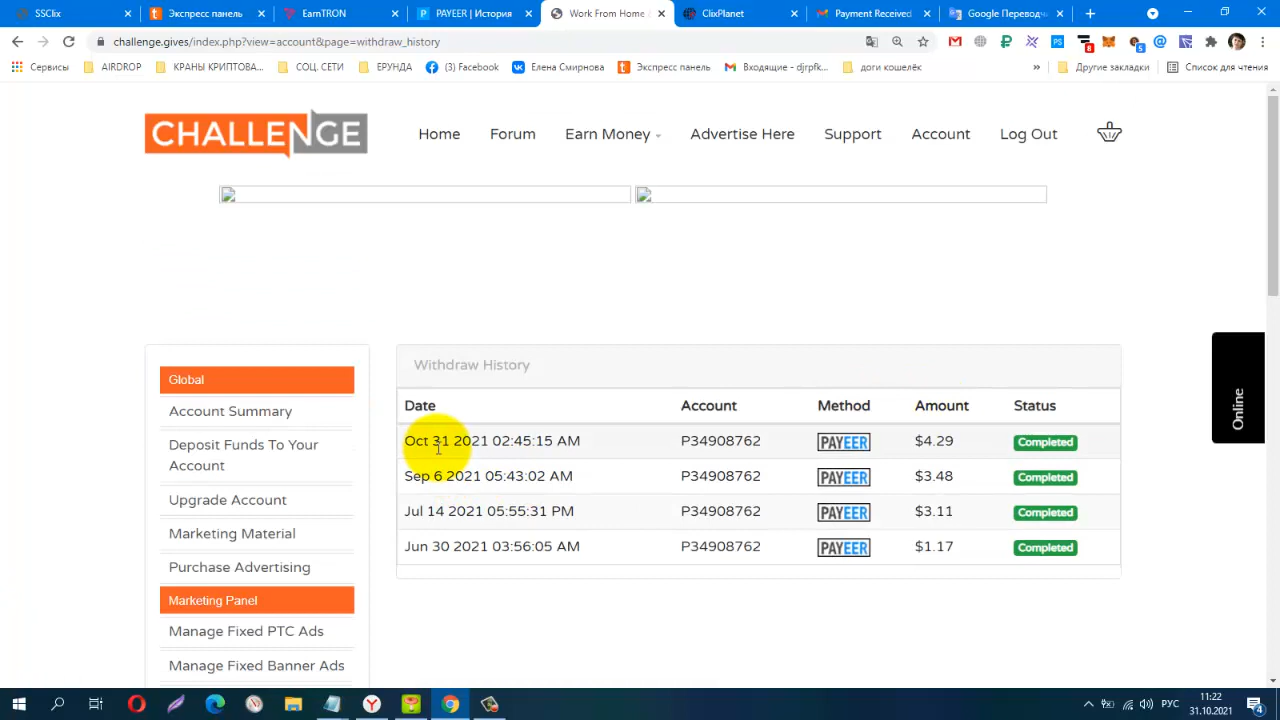 SSClix
Экспресс панель
EarnTRON
PAYEER | История
Work From Home
ClixPlanet
Payment Received
Google Переводч
challenge.gives/index.php?view=account&page=withdraw_history
Сервисы
AIRDROP
КРАНЫ КРИПТОВА...
СОЦ. СЕТИ
ЕРУНДА
(3) Facebook
Елена Смирнова
Экспресс панель
Входящие - djrpfk...
доги кошелёк
»
Другие закладки
Список для чтения
CHALLENGE
Home
Forum
Earn Money
Advertise Here
Support
Account
Log Out
Online
Global
Account Summary
Deposit Funds To Your
Account
Upgrade Account
Marketing Material
Purchase Advertising
Marketing Panel
Manage Fixed PTC Ads
Manage Fixed Banner Ads
Withdraw History
Date Account Method Amount Status
Oct 31 2021 02:45:15 AM P34908762 PAYEER $4.29 Completed
Sep 6 2021 05:43:02 AM P34908762 PAYEER $3.48 Completed
Jul 14 2021 05:55:31 PM P34908762 PAYEER $3.11 Completed
Jun 30 2021 03:56:05 AM P34908762 PAYEER $1.17 Completed
РУС
11:22
31.10.2021